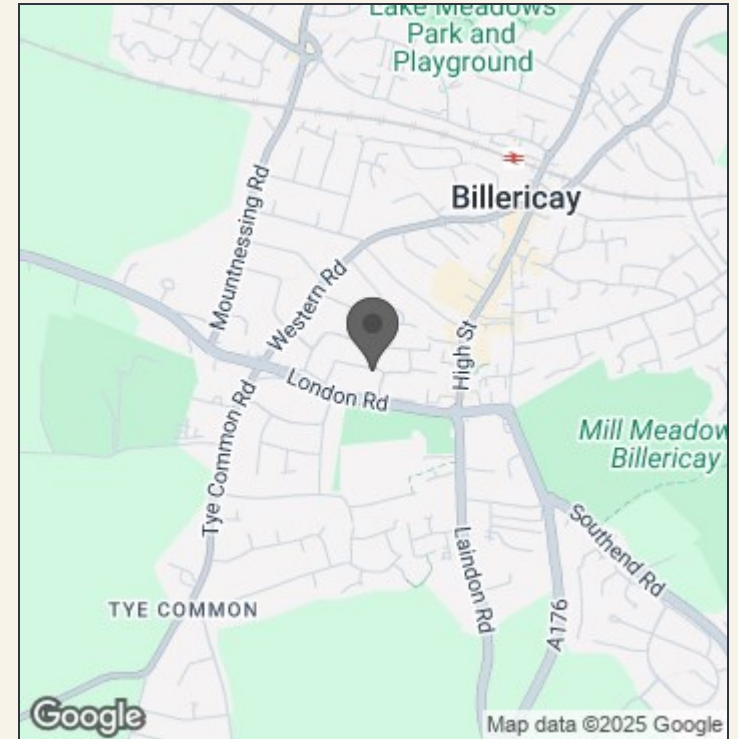 Lake Meadows
Park and
Playground
Billericay
Mountnessing Rd
Western Rd
High St
London Rd
Tye Common Rd
Mill Meadow
Billericay
Southend Rd
Laindon Rd
A176
TYE COMMON
Google
Map data ©2025 Google